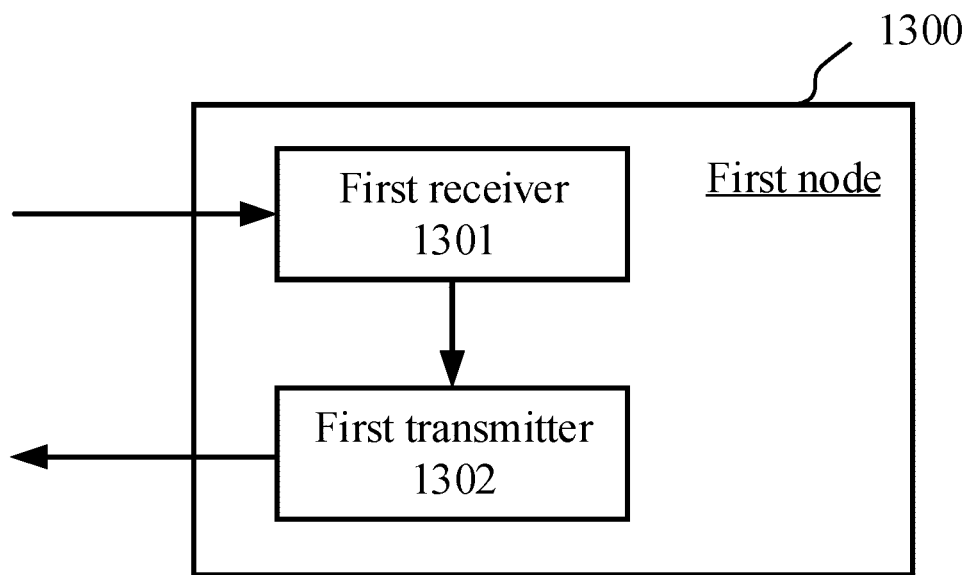 1300
First node
First receiver
1301
First transmitter
1302